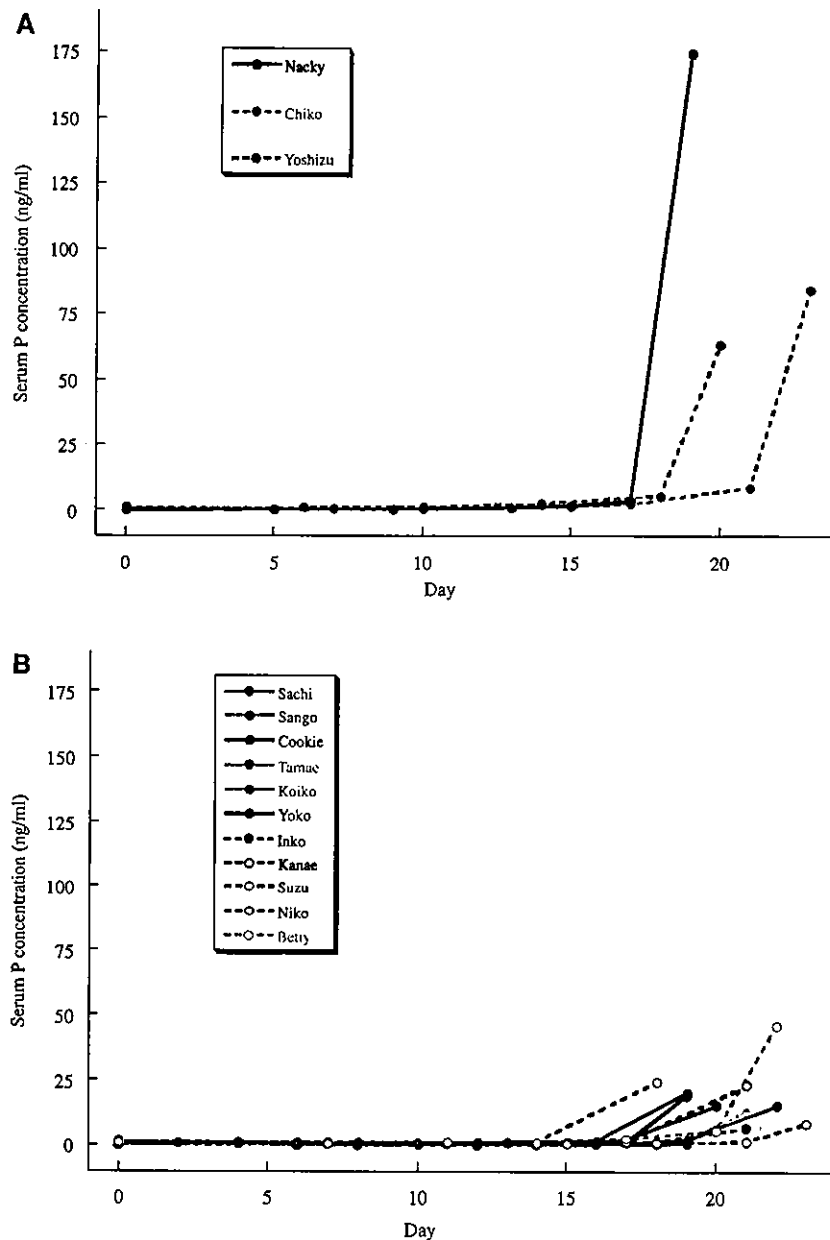 A
Serum P concentration (ng/ml)
175
150
125
100
75
50
25
0
Nacky
Chiko
Yoshizu
0 5 10 15 20
Day
B
Serum P concentration (ng/ml)
175
150
125
100
75
50
25
0
Sachi
Sango
Cookie
Tamae
Koiko
Yoko
Inko
Kanae
Suzu
Niko
Betty
0 5 10 15 20
Day